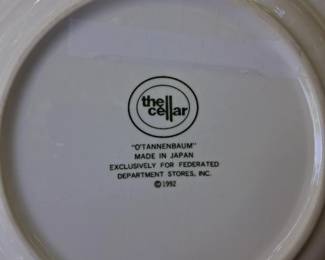 the
cellar
"O'TANNENBAUM"
MADE IN JAPAN
EXCLUSIVELY FOR FEDERATED
DEPARTMENT STORES, INC.
©1992